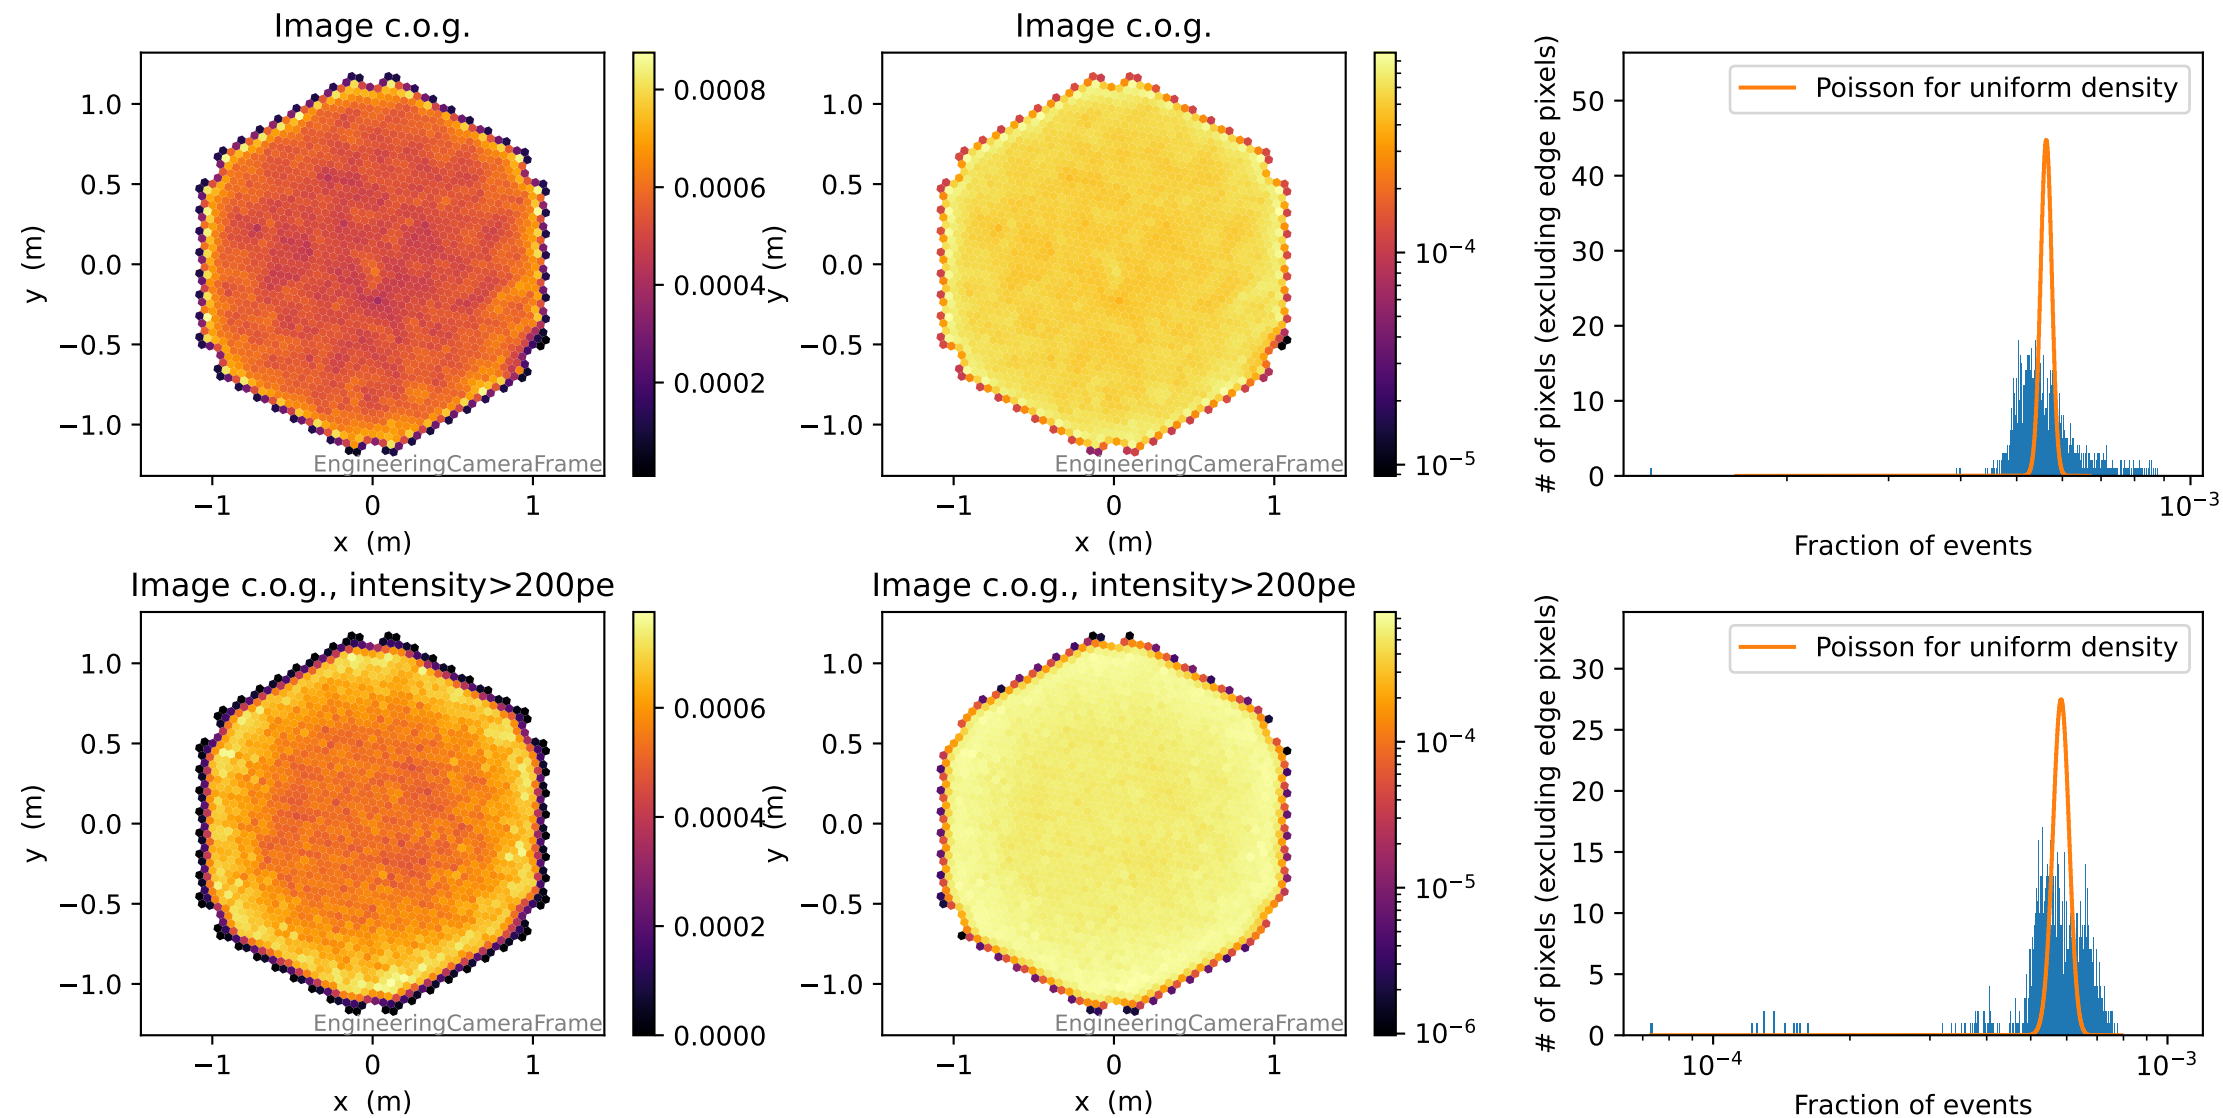 Image c.o.g.
y (m)
1.0
0.5
0.0
−0.5
−1.0
−1
0
1
x (m)
EngineeringCameraFrame
0.0008
0.0006
0.0004
0.0002
Image c.o.g.
y (m)
1.0
0.5
0.0
−0.5
−1.0
−1
0
1
x (m)
EngineeringCameraFrame
10⁻⁴
10⁻⁵
# of pixels (excluding edge pixels)
50
40
30
20
10
0
Poisson for uniform density
10⁻³
Fraction of events
Image c.o.g., intensity>200pe
y (m)
1.0
0.5
0.0
−0.5
−1.0
−1
0
1
x (m)
EngineeringCameraFrame
0.0006
0.0004
0.0002
0.0000
Image c.o.g., intensity>200pe
y (m)
1.0
0.5
0.0
−0.5
−1.0
−1
0
1
x (m)
EngineeringCameraFrame
10⁻⁴
10⁻⁵
10⁻⁶
# of pixels (excluding edge pixels)
30
25
20
15
10
5
0
Poisson for uniform density
10⁻⁴
10⁻³
Fraction of events